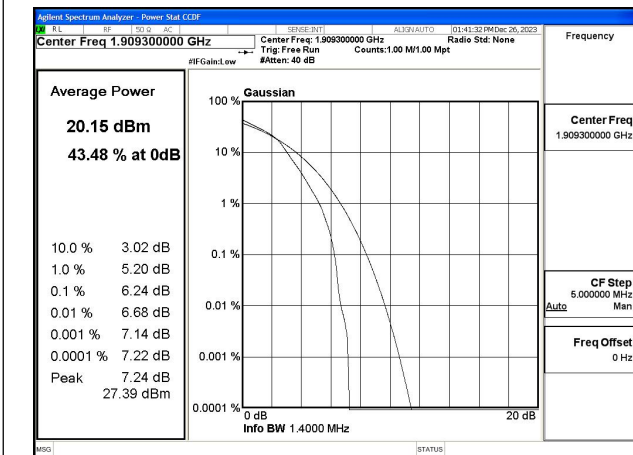 Agilent Spectrum Analyzer - Power Stat CCDF
RL RF 50 Ω AC SENSE:INT ALIGN AUTO 01:41:32 PM Dec 26, 2023
Center Freq 1.909300000 GHz
Center Freq: 1.909300000 GHz Radio Std: None
Trig: Free Run Counts:1.00 M/1.00 Mpt
#IFGain:Low #Atten: 40 dB
Frequency
Average Power
20.15 dBm
43.48 % at 0dB
10.0 % 3.02 dB
1.0 % 5.20 dB
0.1 % 6.24 dB
0.01 % 6.68 dB
0.001 % 7.14 dB
0.0001 % 7.22 dB
Peak 7.24 dB
27.39 dBm
Gaussian
100 %
10 %
1 %
0.1 %
0.01 %
0.001 %
0.0001 %
0 dB 20 dB
Info BW 1.4000 MHz
Center Freq
1.909300000 GHz
CF Step
5.000000 MHz
Auto Man
Freq Offset
0 Hz
MSG STATUS